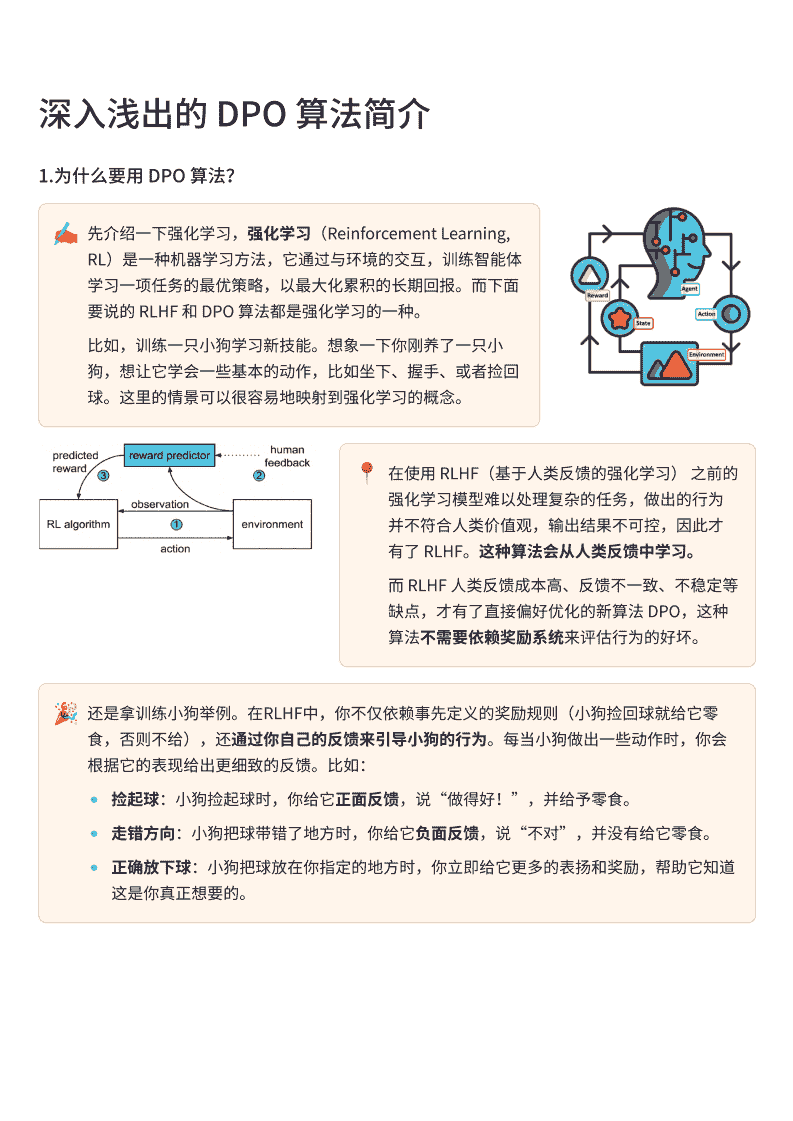 深入浅出的 DPO 算法简介
1.为什么要用 DPO 算法？
先介绍一下强化学习，强化学习（Reinforcement Learning,
RL）是一种机器学习方法，它通过与环境的交互，训练智能体
学习一项任务的最优策略，以最大化累积的长期回报。而下面
要说的 RLHF 和 DPO 算法都是强化学习的一种。
比如，训练一只小狗学习新技能。想象一下你刚养了一只小
狗，想让它学会一些基本的动作，比如坐下、握手、或者捡回
球。这里的情景可以很容易地映射到强化学习的概念。
Reward
Agent
State
Action
Environment
predicted
reward
3
reward predictor
human
feedback
2
RL algorithm
observation
1
action
environment
在使用 RLHF（基于人类反馈的强化学习） 之前的
强化学习模型难以处理复杂的任务，做出的行为
并不符合人类价值观，输出结果不可控，因此才
有了 RLHF。这种算法会从人类反馈中学习。
而 RLHF 人类反馈成本高、反馈不一致、不稳定等
缺点，才有了直接偏好优化的新算法 DPO，这种
算法不需要依赖奖励系统来评估行为的好坏。
还是拿训练小狗举例。在RLHF中，你不仅依赖事先定义的奖励规则（小狗捡回球就给它零
食，否则不给），还通过你自己的反馈来引导小狗的行为。每当小狗做出一些动作时，你会
根据它的表现给出更细致的反馈。比如：
捡起球：小狗捡起球时，你给它正面反馈，说“做得好！”，并给予零食。
走错方向：小狗把球带错了地方时，你给它负面反馈，说“不对”，并没有给它零食。
正确放下球：小狗把球放在你指定的地方时，你立即给它更多的表扬和奖励，帮助它知道
这是你真正想要的。